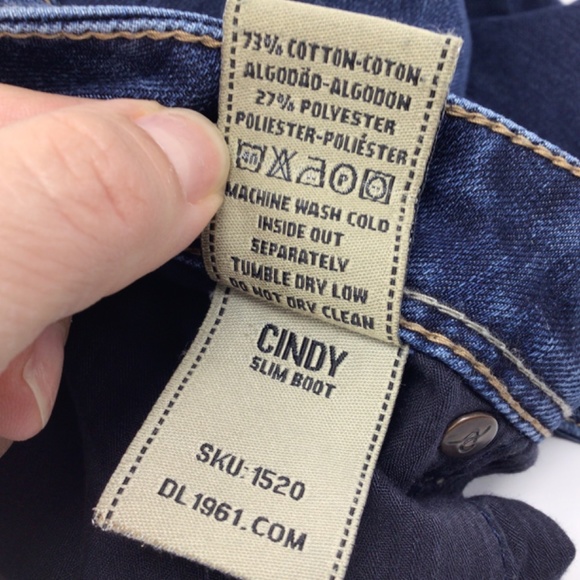 73% COTTON-COTON-
ALGODÃO-ALGODON
27% POLYESTER
POLIESTER-POLIÉSTER
40 P
MACHINE WASH COLD
INSIDE OUT
SEPARATELY
TUMBLE DRY LOW
DO NOT DRY CLEAN
CINDY
SLIM BOOT
SKU: 1520
DL1961.COM